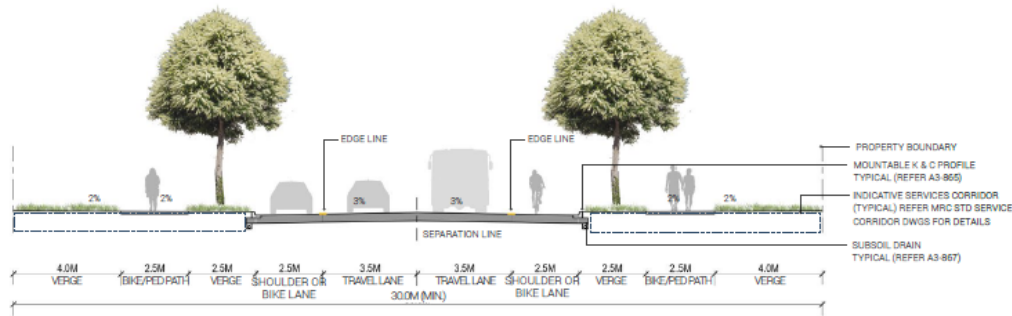 EDGE LINE
EDGE LINE
PROPERTY BOUNDARY
MOUNTABLE K & C PROFILE
TYPICAL (REFER A3-865)
2%
2%
3%
3%
2%
2%
INDICATIVE SERVICES CORRIDOR
(TYPICAL) REFER MRC STD SERVICE
CORRIDOR DWGS FOR DETAILS
SEPARATION LINE
SUBSOIL DRAIN
TYPICAL (REFER A3-867)
4.0M 2.5M 2.5M 2.5M 3.5M 3.5M 2.5M 2.5M 2.5M 4.0M
VERGE BIKE/PED PATH VERGE SHOULDER OR TRAVEL LANE TRAVEL LANE SHOULDER OR VERGE BIKE/PED PATH VERGE
BIKE LANE BIKE LANE
30.0M (MIN.)